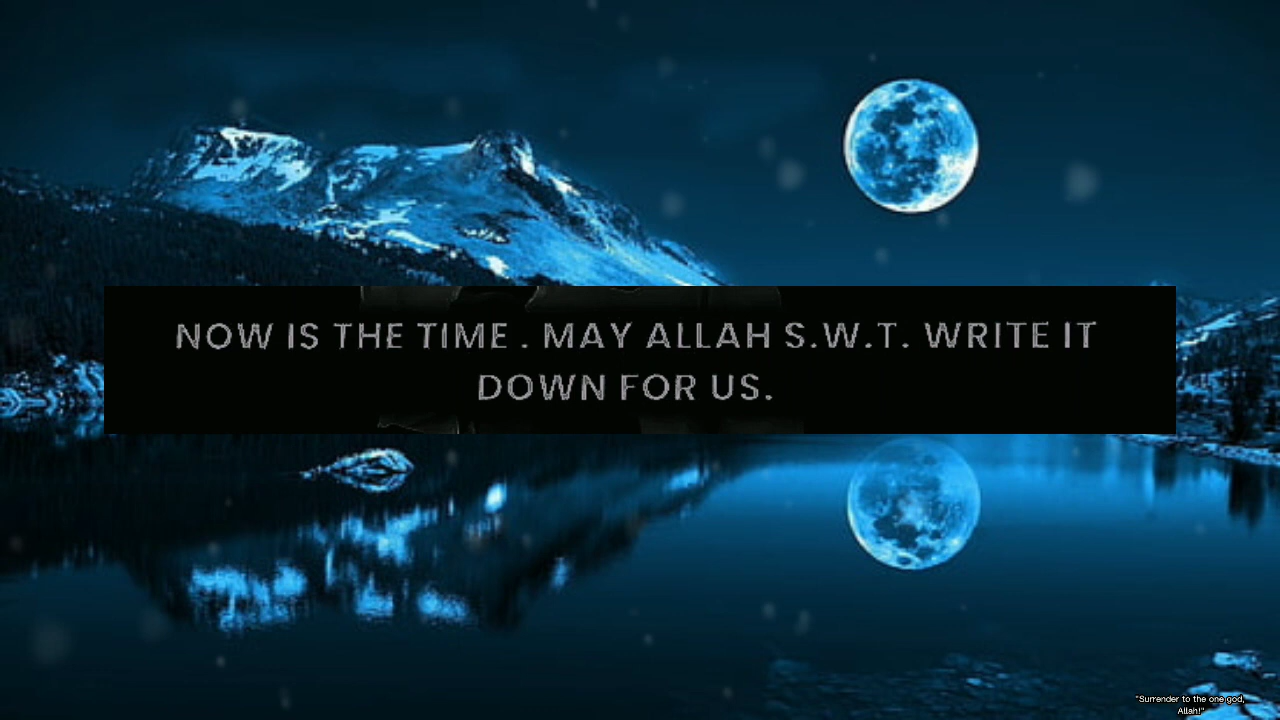 NOW IS THE TIME . MAY ALLAH S.W.T. WRITE IT
DOWN FOR US.
"Surrender to the one god,
Allah!"